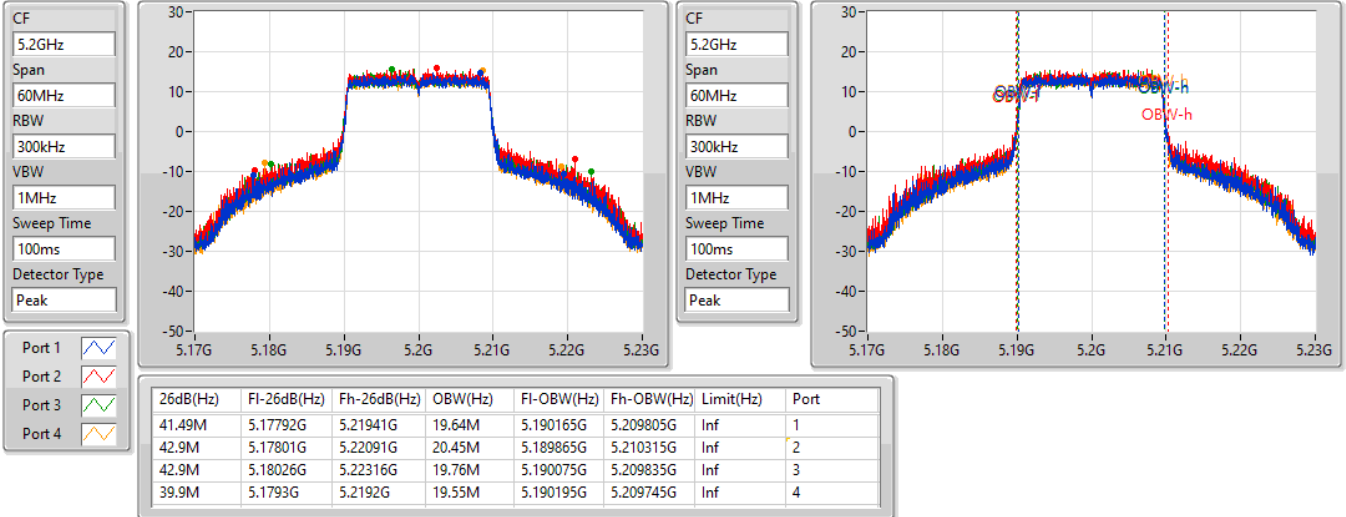 CF
5.2GHz
Span
60MHz
RBW
300kHz
VBW
1MHz
Sweep Time
100ms
Detector Type
Peak
30
20
10
0
-10
-20
-30
-40
-50
5.17G 5.18G 5.19G 5.2G 5.21G 5.22G 5.23G
CF
5.2GHz
Span
60MHz
RBW
300kHz
VBW
1MHz
Sweep Time
100ms
Detector Type
Peak
30
20
10
0
-10
-20
-30
-40
-50
OBW-h
5.17G 5.18G 5.19G 5.2G 5.21G 5.22G 5.23G
Port 1
Port 2
Port 3
Port 4
26dB(Hz) Fl-26dB(Hz) Fh-26dB(Hz) OBW(Hz) Fl-OBW(Hz) Fh-OBW(Hz) Limit(Hz) Port
41.49M 5.17792G 5.21941G 19.64M 5.190165G 5.209805G Inf 1
42.9M 5.17801G 5.22091G 20.45M 5.189865G 5.210315G Inf 2
42.9M 5.18026G 5.22316G 19.76M 5.190075G 5.209835G Inf 3
39.9M 5.1793G 5.2192G 19.55M 5.190195G 5.209745G Inf 4